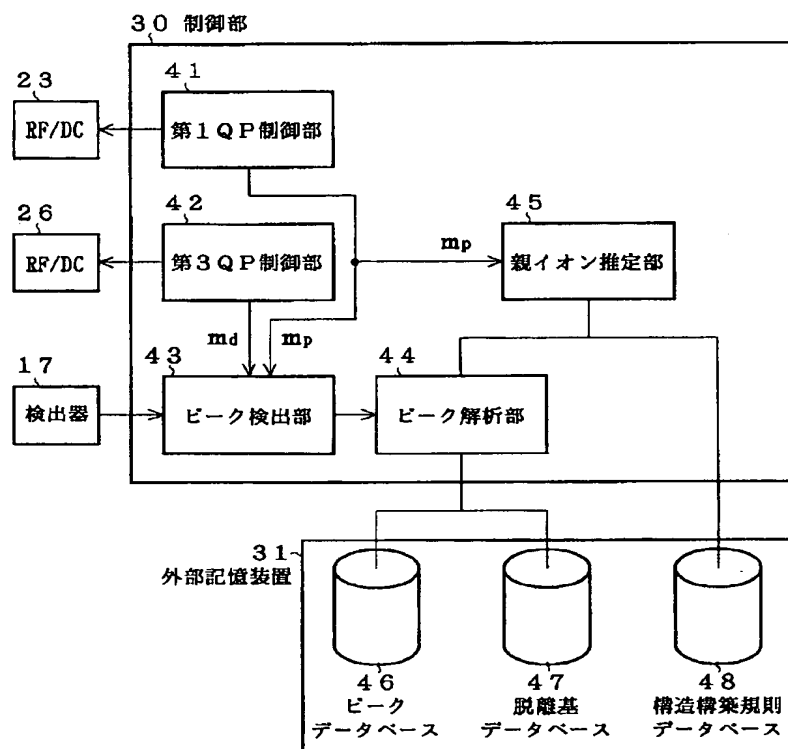 30 制御部
23
RF/DC
41
第1QP制御部
26
RF/DC
42
第3QP制御部
45
親イオン推定部
mp
md
mp
17
検出器
43
ピーク検出部
44
ピーク解析部
31
外部記憶装置
46
ピーク
データベース
47
脱離基
データベース
48
構造構築規則
データベース